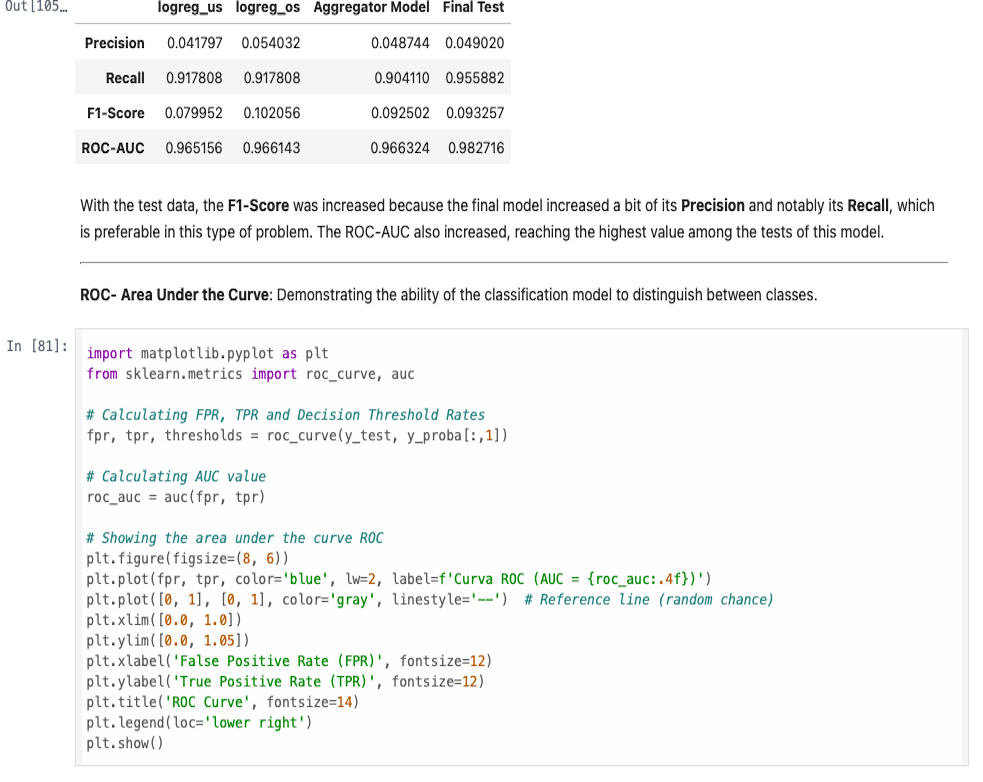 Out[105…
logreg_us logreg_os Aggregator Model Final Test
Precision 0.041797 0.054032 0.048744 0.049020
Recall 0.917808 0.917808 0.904110 0.955882
F1-Score 0.079952 0.102056 0.092502 0.093257
ROC-AUC 0.965156 0.966143 0.966324 0.982716
With the test data, the F1-Score was increased because the final model increased a bit of its Precision and notably its Recall, which
is preferable in this type of problem. The ROC-AUC also increased, reaching the highest value among the tests of this model.
ROC- Area Under the Curve: Demonstrating the ability of the classification model to distinguish between classes.
In [81]:
import matplotlib.pyplot as plt
from sklearn.metrics import roc_curve, auc
# Calculating FPR, TPR and Decision Threshold Rates
fpr, tpr, thresholds = roc_curve(y_test, y_proba[:,1])
# Calculating AUC value
roc_auc = auc(fpr, tpr)
# Showing the area under the curve ROC
plt.figure(figsize=(8, 6))
plt.plot(fpr, tpr, color='blue', lw=2, label=f'Curva ROC (AUC = {roc_auc:.4f})')
plt.plot([0, 1], [0, 1], color='gray', linestyle='--') # Reference line (random chance)
plt.xlim([0.0, 1.0])
plt.ylim([0.0, 1.05])
plt.xlabel('False Positive Rate (FPR)', fontsize=12)
plt.ylabel('True Positive Rate (TPR)', fontsize=12)
plt.title('ROC Curve', fontsize=14)
plt.legend(loc='lower right')
plt.show()